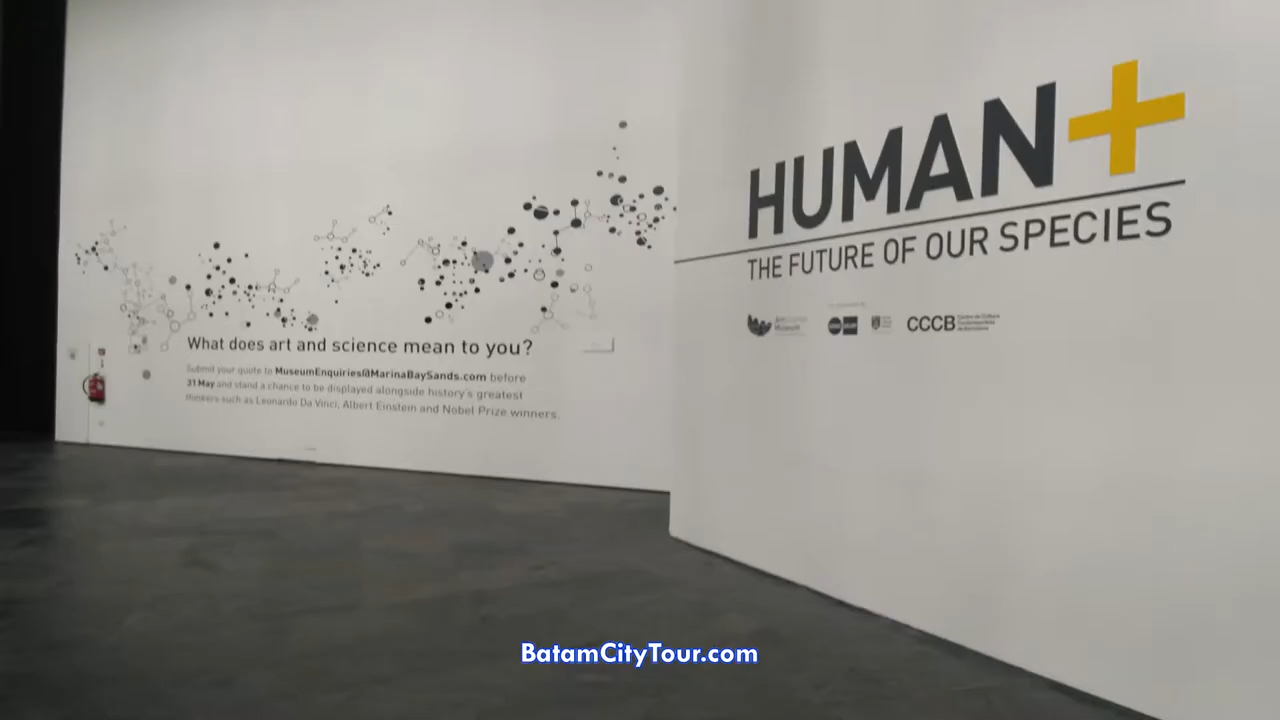 What does art and science mean to you?
Submit your quote to MuseumEnquiries@MarinaBaySands.com before
31 May and stand a chance to be displayed alongside history's greatest
thinkers such as Leonardo Da Vinci, Albert Einstein and Nobel Prize winners.
HUMAN+
THE FUTURE OF OUR SPECIES
Museum
CCCB
BatamCityTour.com